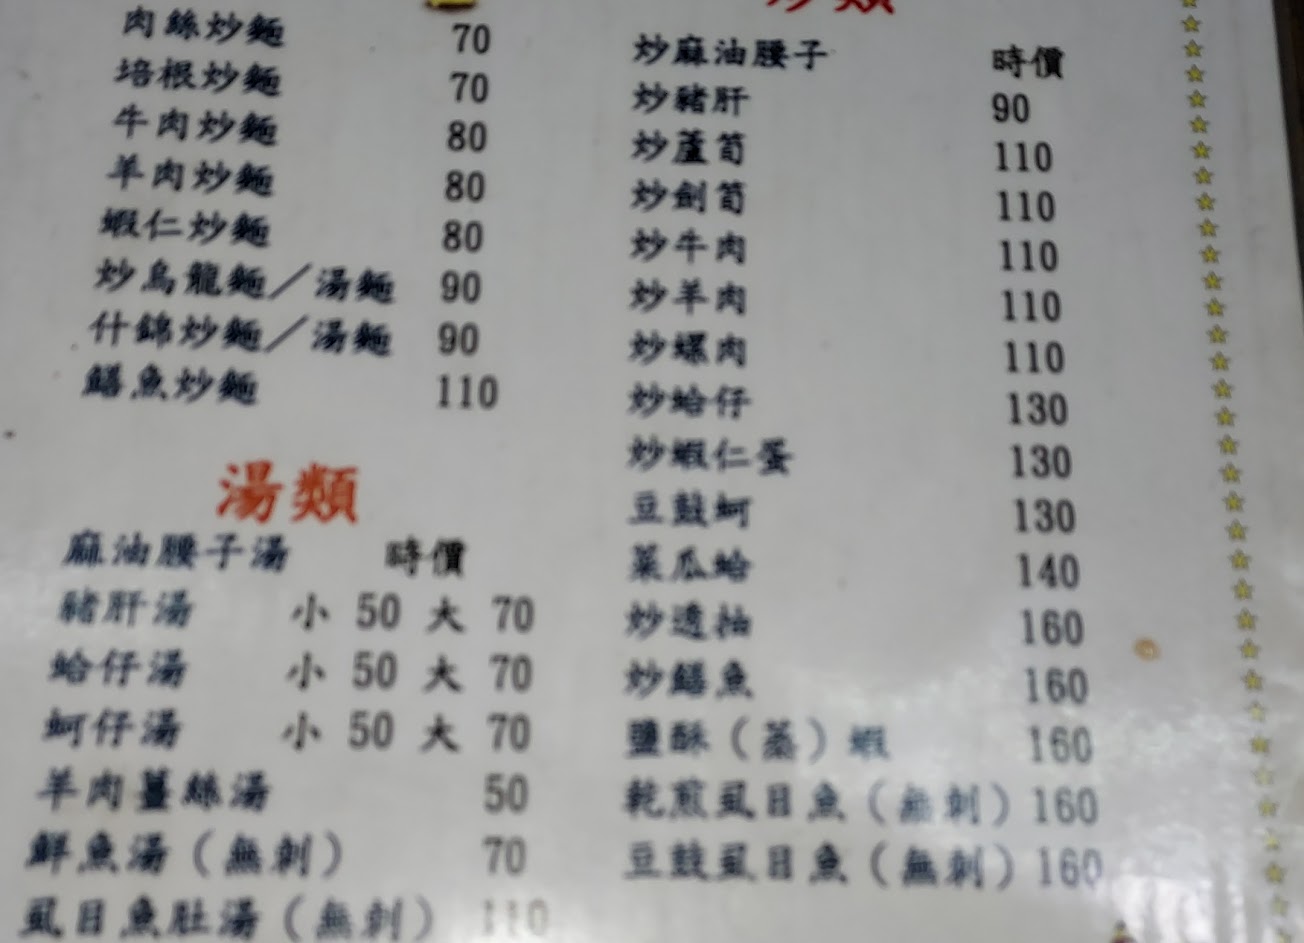 肉絲炒麵 70
培根炒麵 70
牛肉炒麵 80
羊肉炒麵 80
蝦仁炒麵 80
炒烏龍麵／湯麵 90
什錦炒麵／湯麵 90
鱔魚炒麵 110
湯類
麻油腰子湯 時價
豬肝湯 小 50 大 70
蛤仔湯 小 50 大 70
蚵仔湯 小 50 大 70
羊肉薑絲湯 50
鮮魚湯（無刺） 70
虱目魚肚湯（無刺） 110
炒類
炒麻油腰子 時價
炒豬肝 90
炒蘆筍 110
炒劍筍 110
炒牛肉 110
炒羊肉 110
炒螺肉 110
炒蛤仔 130
炒蝦仁蛋 130
豆鼓蚵 130
菜瓜蛤 140
炒透抽 160
炒鱔魚 160
鹽酥（蒸）蝦 160
乾煎虱目魚（無刺） 160
豆鼓虱目魚（無刺） 160